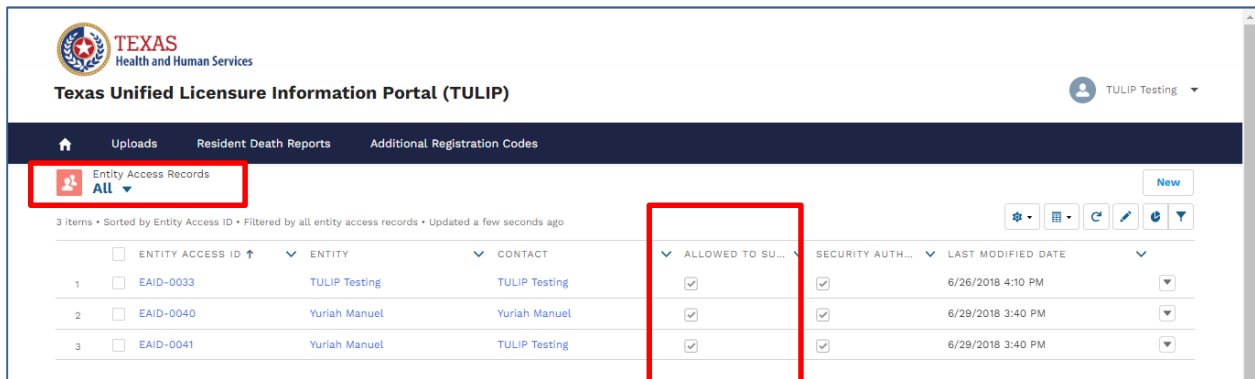 TEXAS
Health and Human Services
Texas Unified Licensure Information Portal (TULIP)
TULIP Testing
Uploads Resident Death Reports Additional Registration Codes
Entity Access Records
All
New
3 items • Sorted by Entity Access ID • Filtered by all entity access records • Updated a few seconds ago
ENTITY ACCESS ID ↑ ENTITY CONTACT ALLOWED TO SU... SECURITY AUTH... LAST MODIFIED DATE
1 EAID-0033 TULIP Testing TULIP Testing 6/26/2018 4:10 PM
2 EAID-0040 Yuriah Manuel Yuriah Manuel 6/29/2018 3:40 PM
3 EAID-0041 Yuriah Manuel TULIP Testing 6/29/2018 3:40 PM